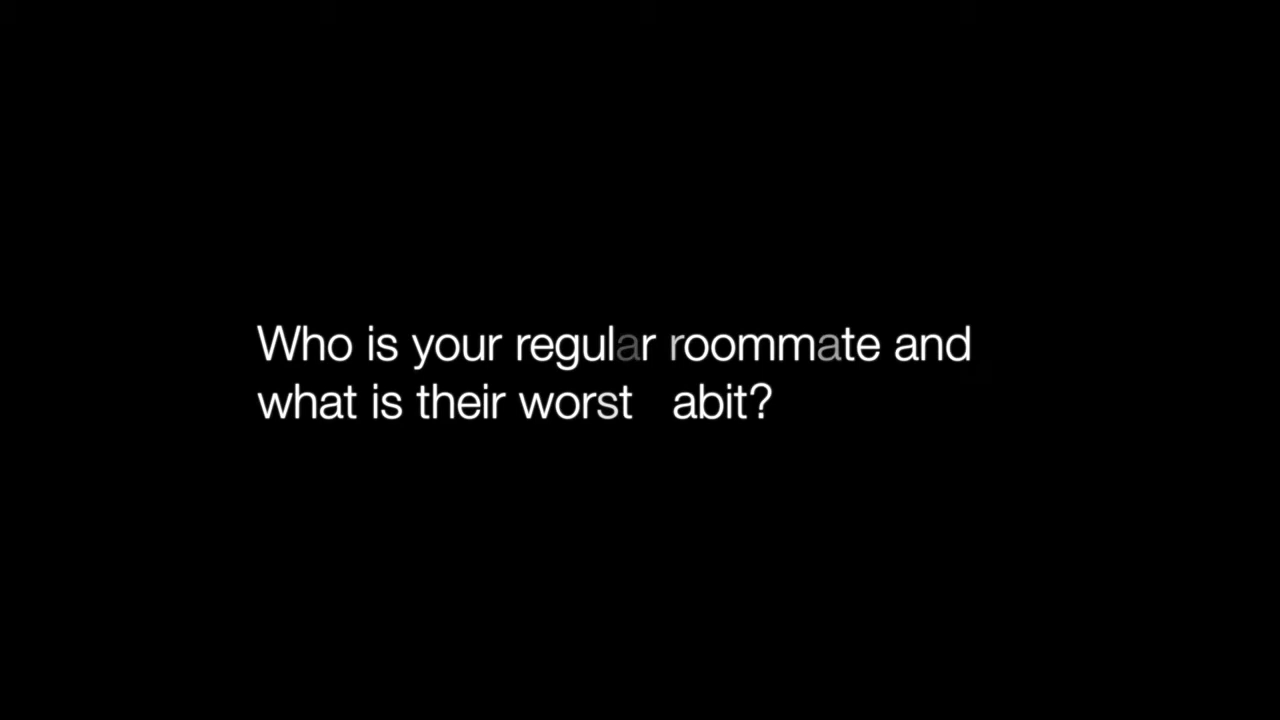 Who is your regular roommate and
what is their worst abit?